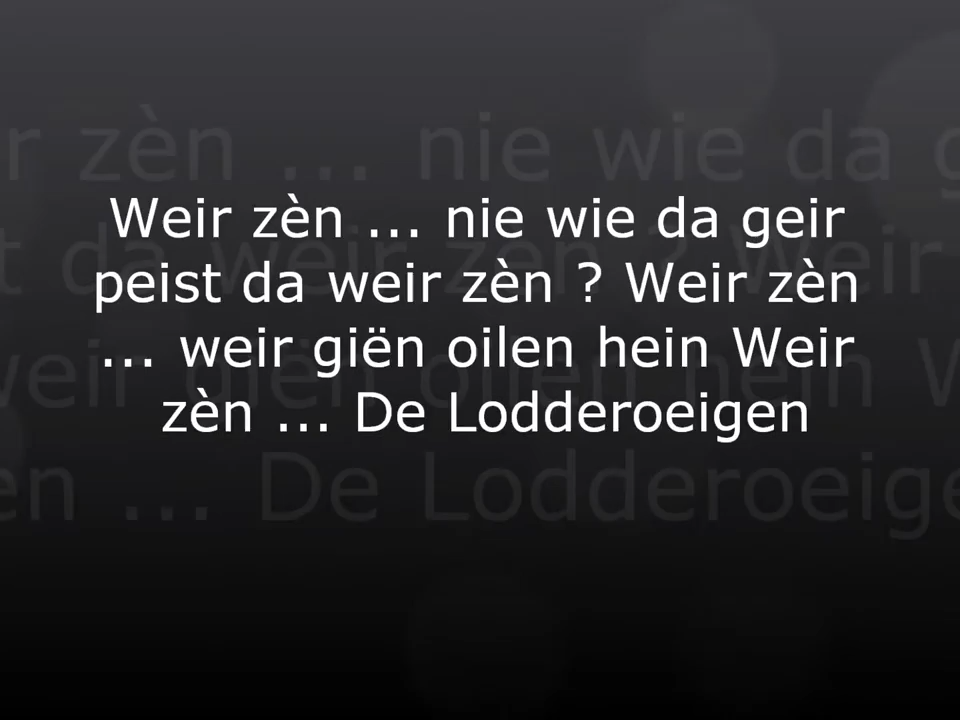 Weir zèn ... nie wie da geir
peist da weir zèn ? Weir zèn
... weir giën oilen hein Weir
zèn ... De Lodderoeigen